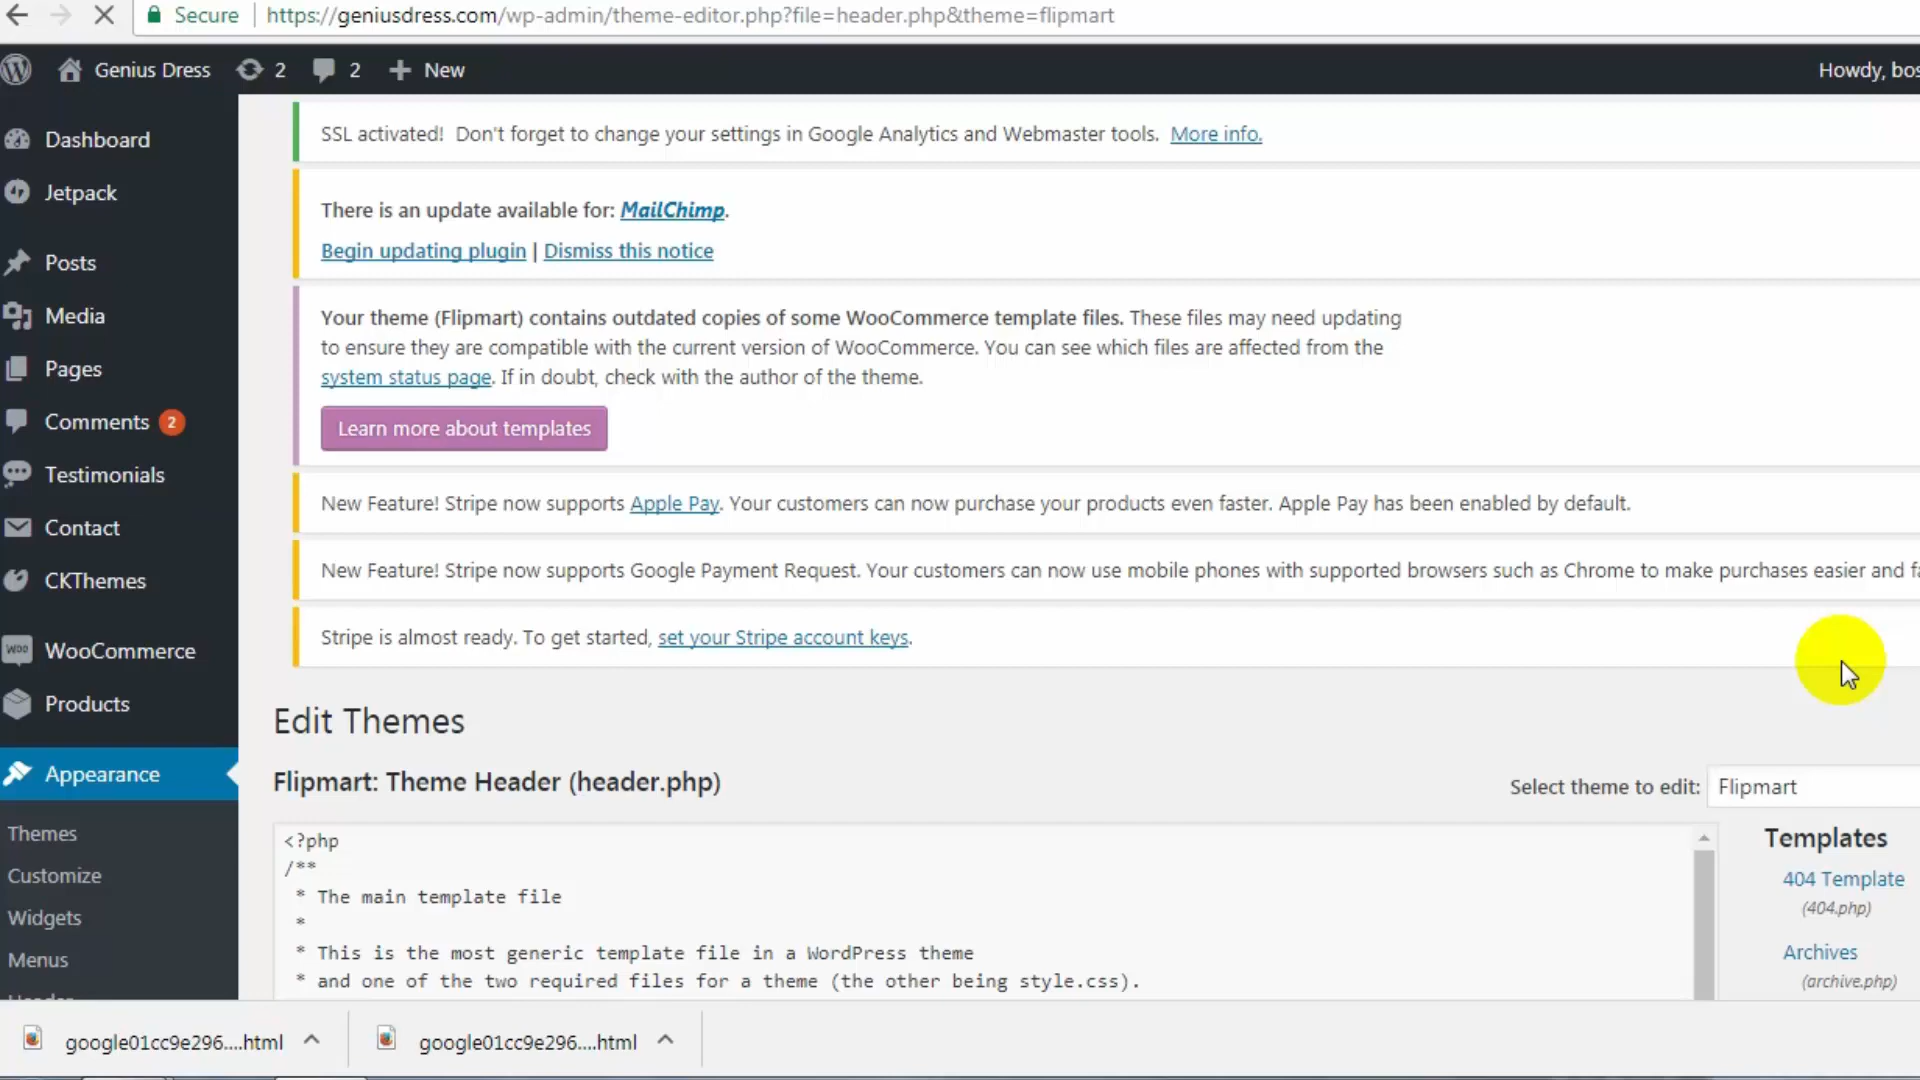 Secure https://geniusdress.com/wp-admin/theme-editor.php?file=header.php&theme=flipmart
Genius Dress 2 2 New Howdy, bos
Dashboard
Jetpack
Posts
Media
Pages
Comments 2
Testimonials
Contact
CKThemes
WooCommerce
Products
Appearance
Themes
Customize
Widgets
Menus
Header
SSL activated! Don't forget to change your settings in Google Analytics and Webmaster tools. More info.
There is an update available for: MailChimp.
Begin updating plugin | Dismiss this notice
Your theme (Flipmart) contains outdated copies of some WooCommerce template files. These files may need updating
to ensure they are compatible with the current version of WooCommerce. You can see which files are affected from the
system status page. If in doubt, check with the author of the theme.
Learn more about templates
New Feature! Stripe now supports Apple Pay. Your customers can now purchase your products even faster. Apple Pay has been enabled by default.
New Feature! Stripe now supports Google Payment Request. Your customers can now use mobile phones with supported browsers such as Chrome to make purchases easier and fa
Stripe is almost ready. To get started, set your Stripe account keys.
Edit Themes
Flipmart: Theme Header (header.php)
Select theme to edit: Flipmart
<?php
/**
* The main template file
*
* This is the most generic template file in a WordPress theme
* and one of the two required files for a theme (the other being style.css).
Templates
404 Template
(404.php)
Archives
(archive.php)
google01cc9e296....html
google01cc9e296....html